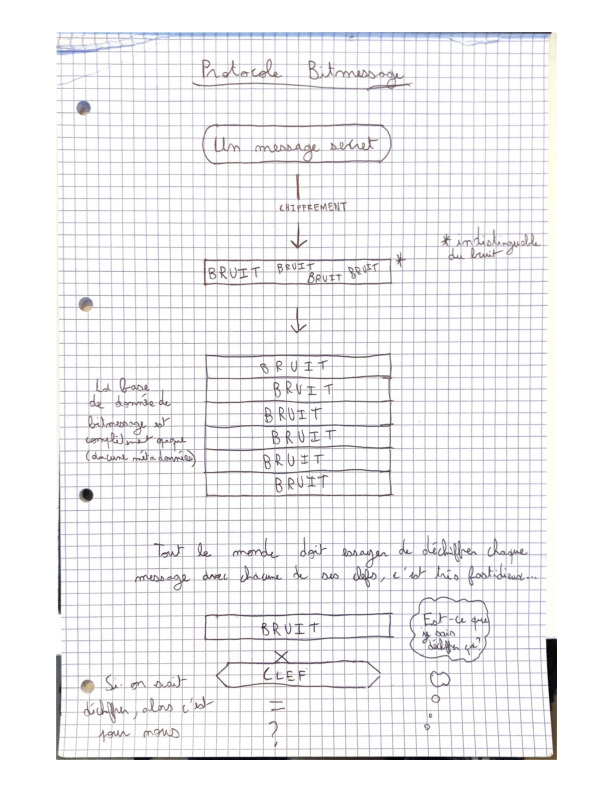 Protocole Bitmessage
Un message secret
CHIFFREMENT
* indistinguable
du bruit
BRUIT BRUIT BRUIT BRUIT *
BRUIT
BRUIT
BRUIT
BRUIT
BRUIT
BRUIT
La base
de donnée de
bitmessage est
complètement opaque
(aucune méta données)
Tout le monde doit essayer de déchiffrer chaque
message avec chacune de ses clefs, c'est très fastidieux...
BRUIT
×
CLEF
=
?
Est-ce que
je sais
déchiffrer ça?
Si on sait
déchiffrer, alors c'est
pour nous